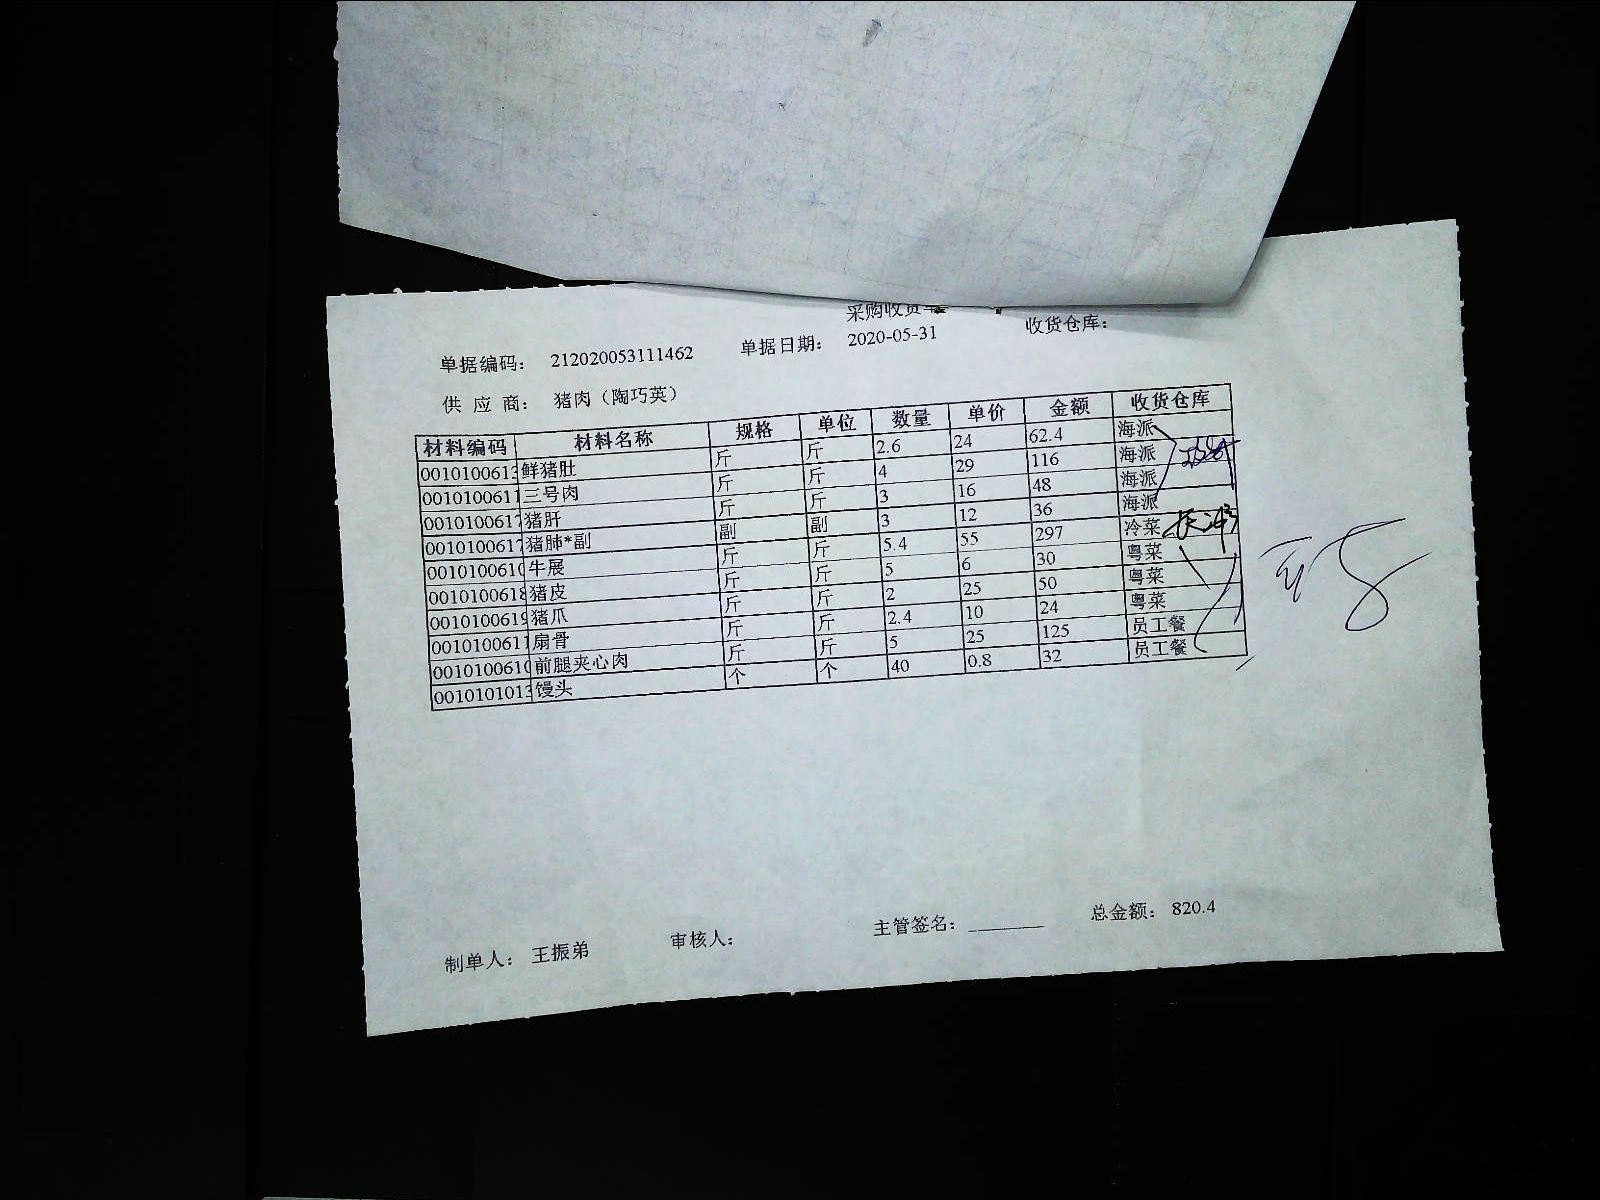 采购收货单
单据编码: 212020053111462 单据日期: 2020-05-31 收货仓库:
供 应 商: 猪肉（陶巧英）
材料编码 材料名称 规格 单位 数量 单价 金额 收货仓库
0010100613 鲜猪肚 斤 斤 2.6 24 62.4 海派
0010100611 三号肉 斤 斤 4 29 116 海派
0010100617 猪肝 斤 斤 3 16 48 海派
0010100617 猪肺*副 副 副 3 12 36 海派
0010100610 牛展 斤 斤 5.4 55 297 冷菜
0010100618 猪皮 斤 斤 5 6 30 粤菜
0010100619 猪爪 斤 斤 2 25 50 粤菜
0010100611 扇骨 斤 斤 2.4 10 24 粤菜
0010100610 前腿夹心肉 斤 斤 5 25 125 员工餐
0010101013 馒头 个 个 40 0.8 32 员工餐
制单人: 王振弟 审核人: 主管签名: 总金额: 820.4